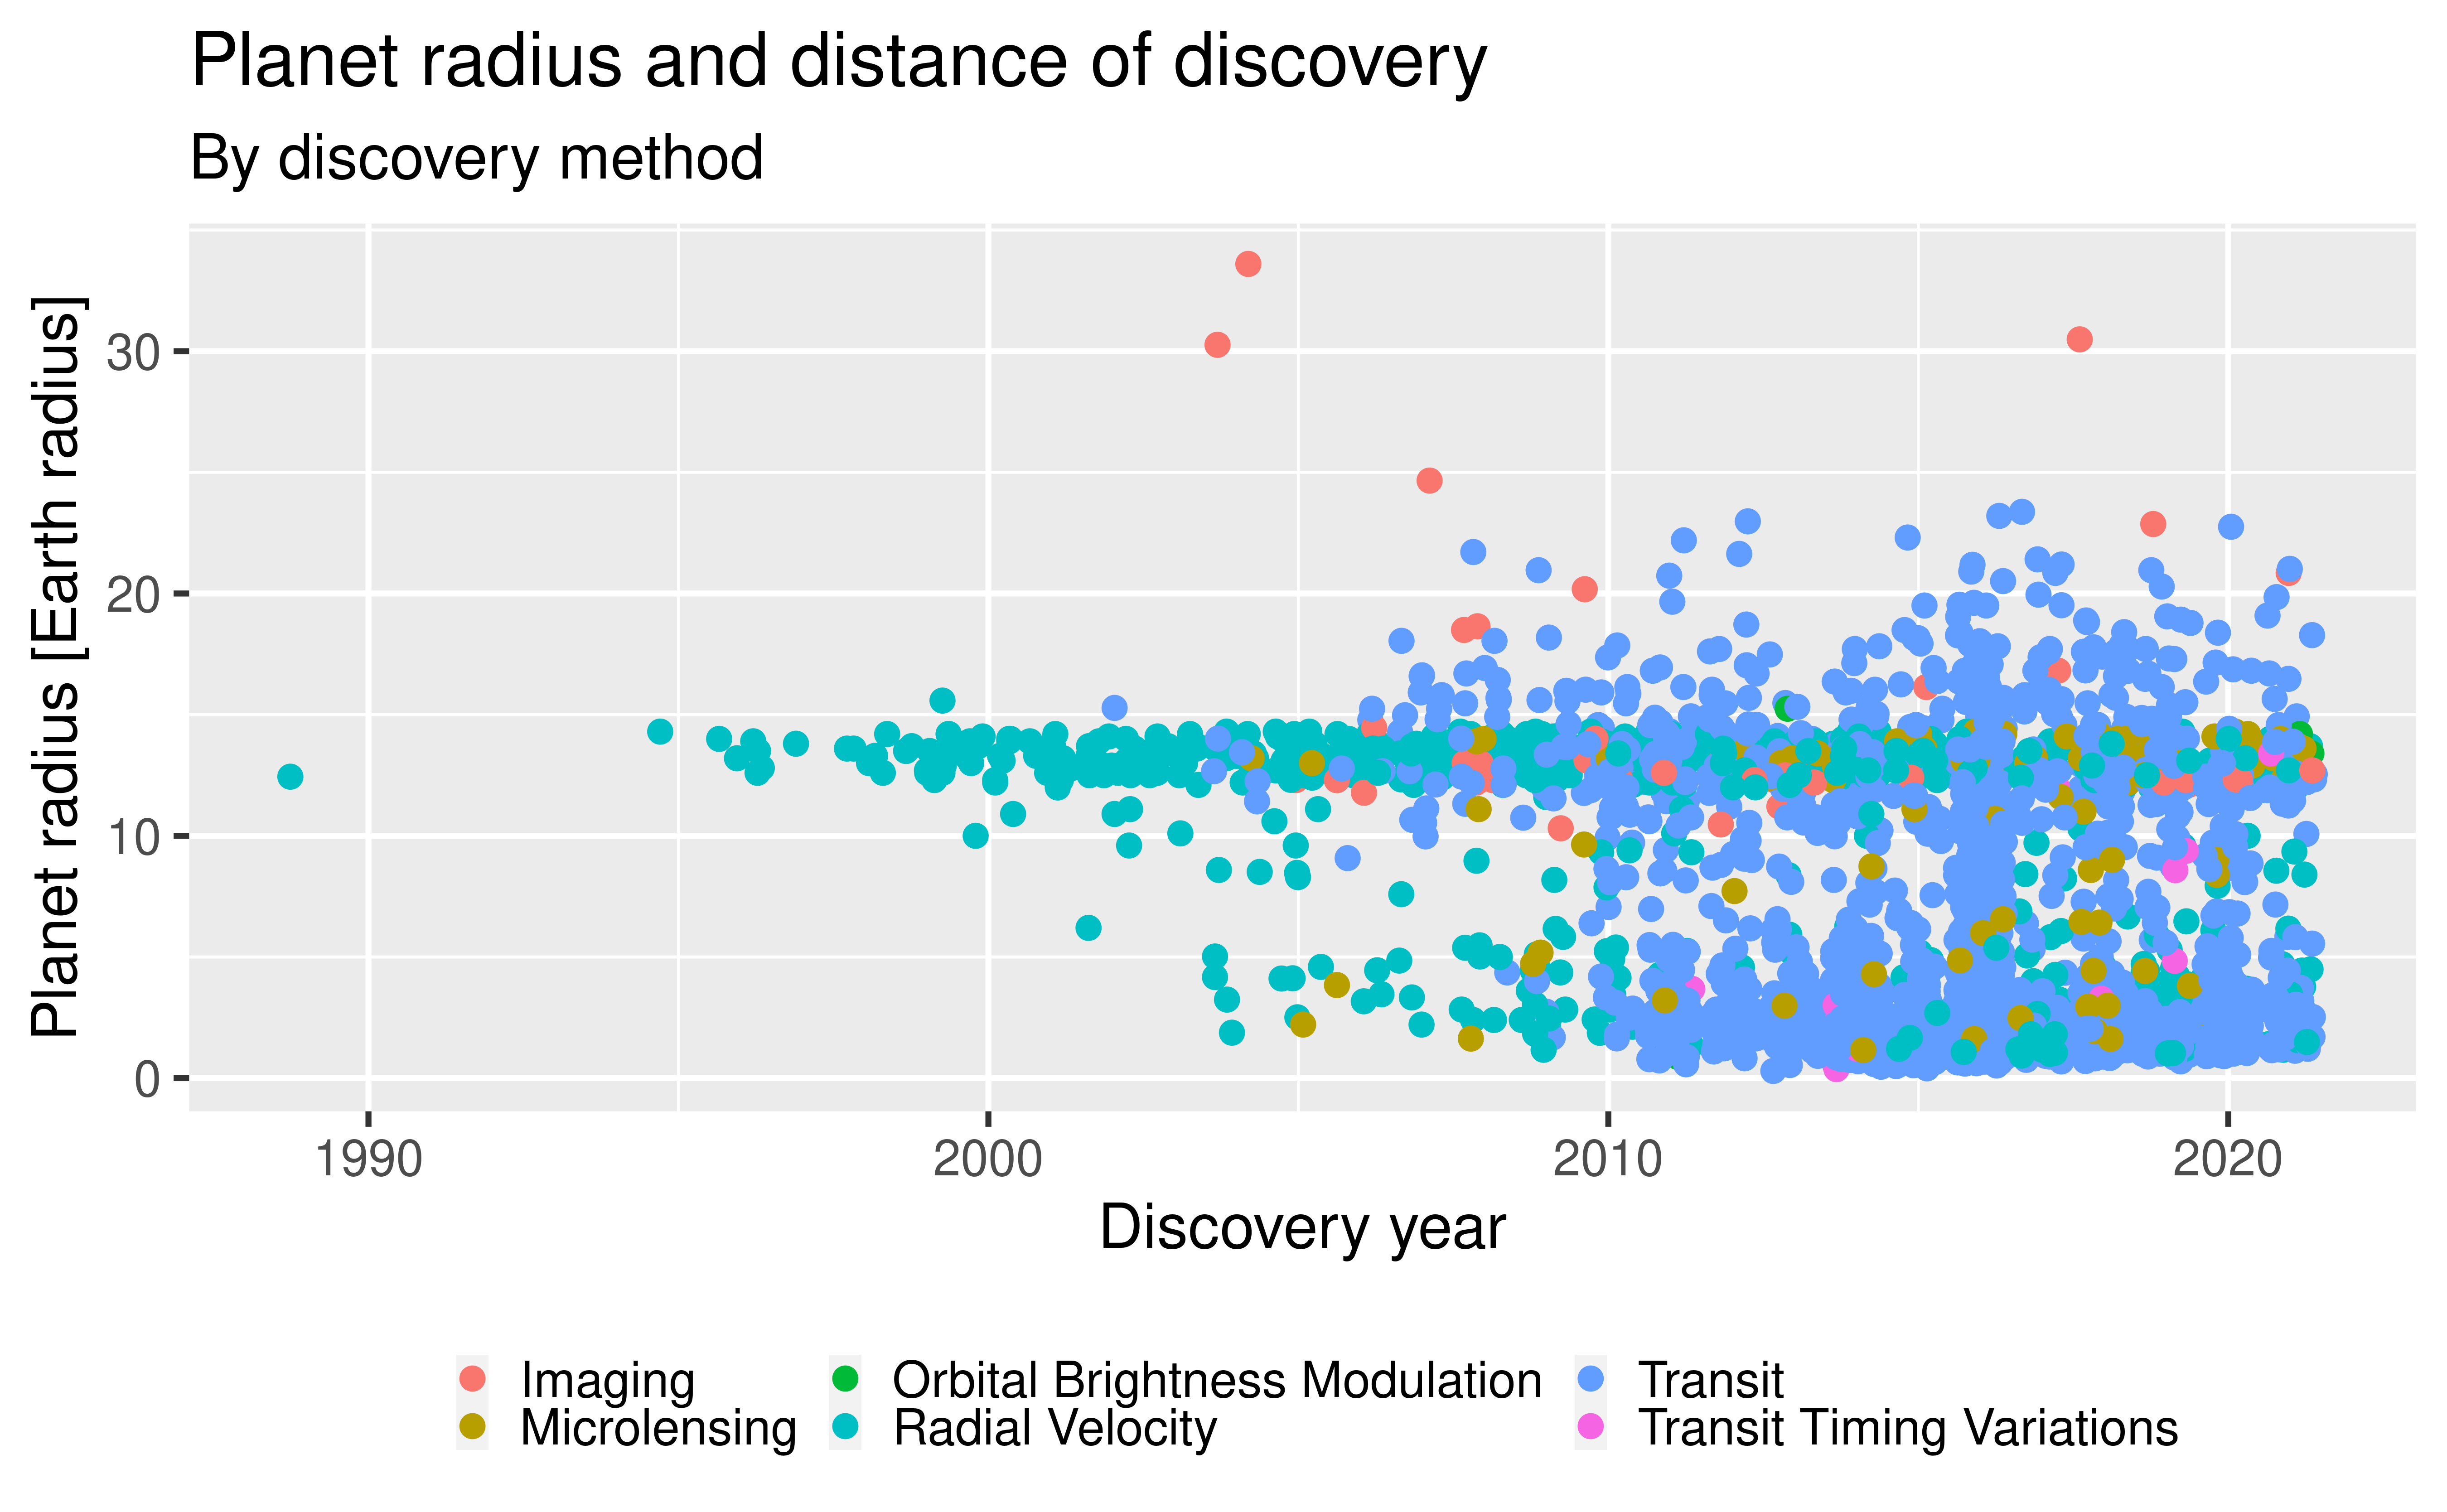 Planet radius and distance of discovery
By discovery method
Planet radius [Earth radius]
30
20
10
0
1990
2000
2010
2020
Discovery year
Imaging
Orbital Brightness Modulation
Transit
Microlensing
Radial Velocity
Transit Timing Variations